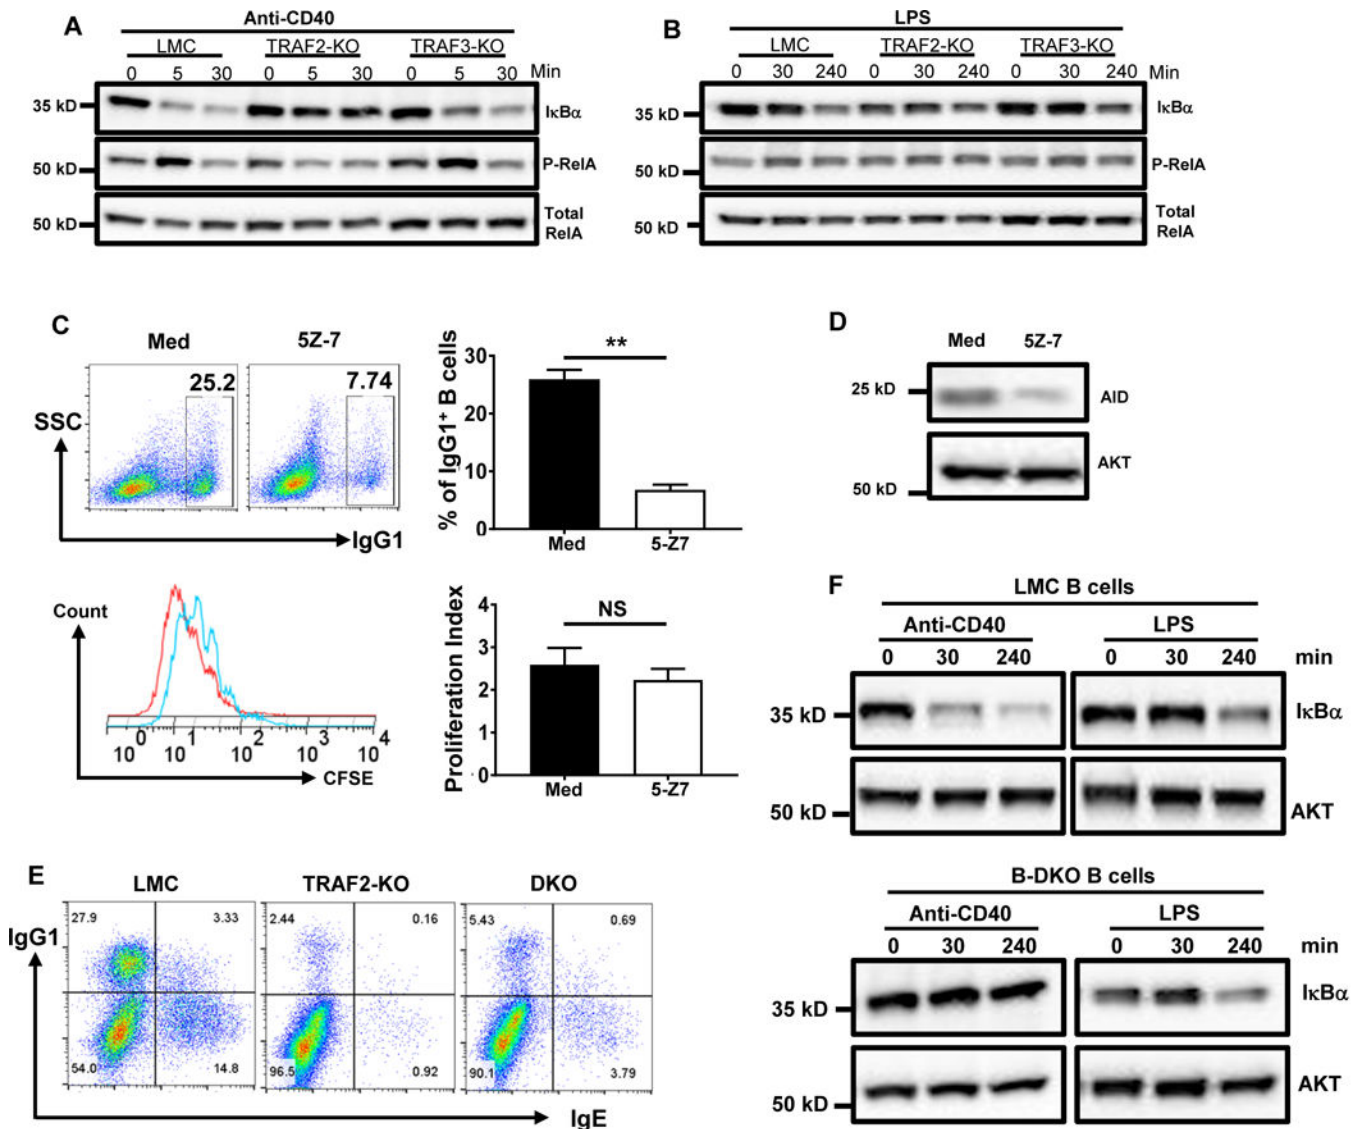 A
Anti-CD40
LMC TRAF2-KO TRAF3-KO
0 5 30 0 5 30 0 5 30 Min
35 kD IκBα
50 kD P-RelA
50 kD Total RelA
B
LPS
LMC TRAF2-KO TRAF3-KO
0 30 240 0 30 240 0 30 240 Min
35 kD IκBα
50 kD P-RelA
50 kD Total RelA
C
Med 5Z-7
25.2 7.74
SSC
IgG1
% of IgG1+ B cells
30
20
10
0
**
Med 5-Z7
Count
10 0 10 1 10 2 10 3 10 4
CFSE
Proliferation Index
4
3
2
1
0
NS
Med 5-Z7
D
Med 5Z-7
25 kD AID
50 kD AKT
E
LMC TRAF2-KO DKO
IgG1
27.9 3.33 2.44 0.16 5.43 0.69
54.0 14.8 96.5 0.92 90.1 3.79
IgE
F
LMC B cells
Anti-CD40 LPS
0 30 240 0 30 240 min
35 kD IκBα
50 kD AKT
B-DKO B cells
Anti-CD40 LPS
0 30 240 0 30 240 min
35 kD IκBα
50 kD AKT